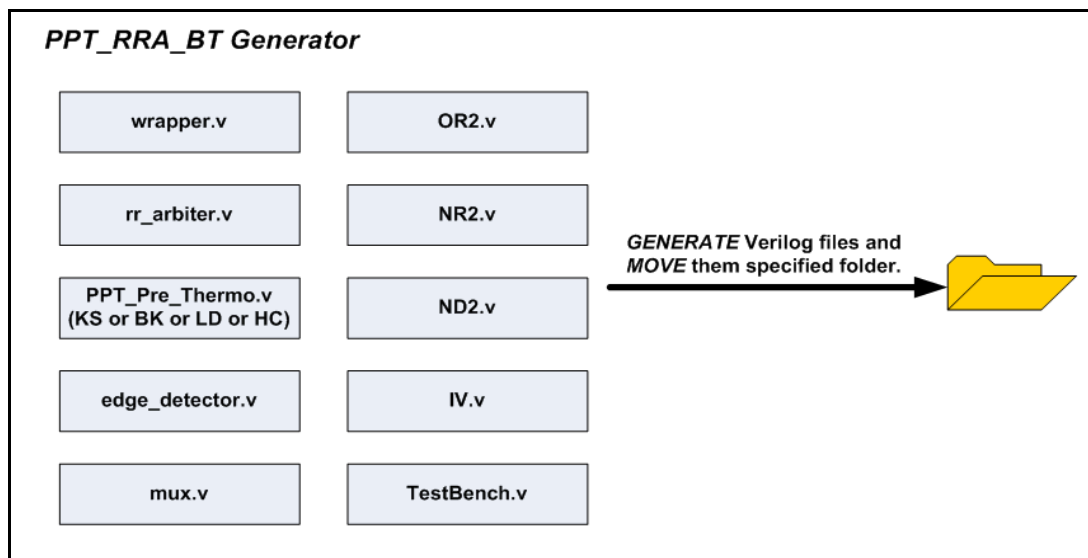 PPT_RRA_BT Generator
wrapper.v
OR2.v
rr_arbiter.v
NR2.v
PPT_Pre_Thermo.v
(KS or BK or LD or HC)
ND2.v
edge_detector.v
IV.v
mux.v
TestBench.v
GENERATE Verilog files and
MOVE them specified folder.